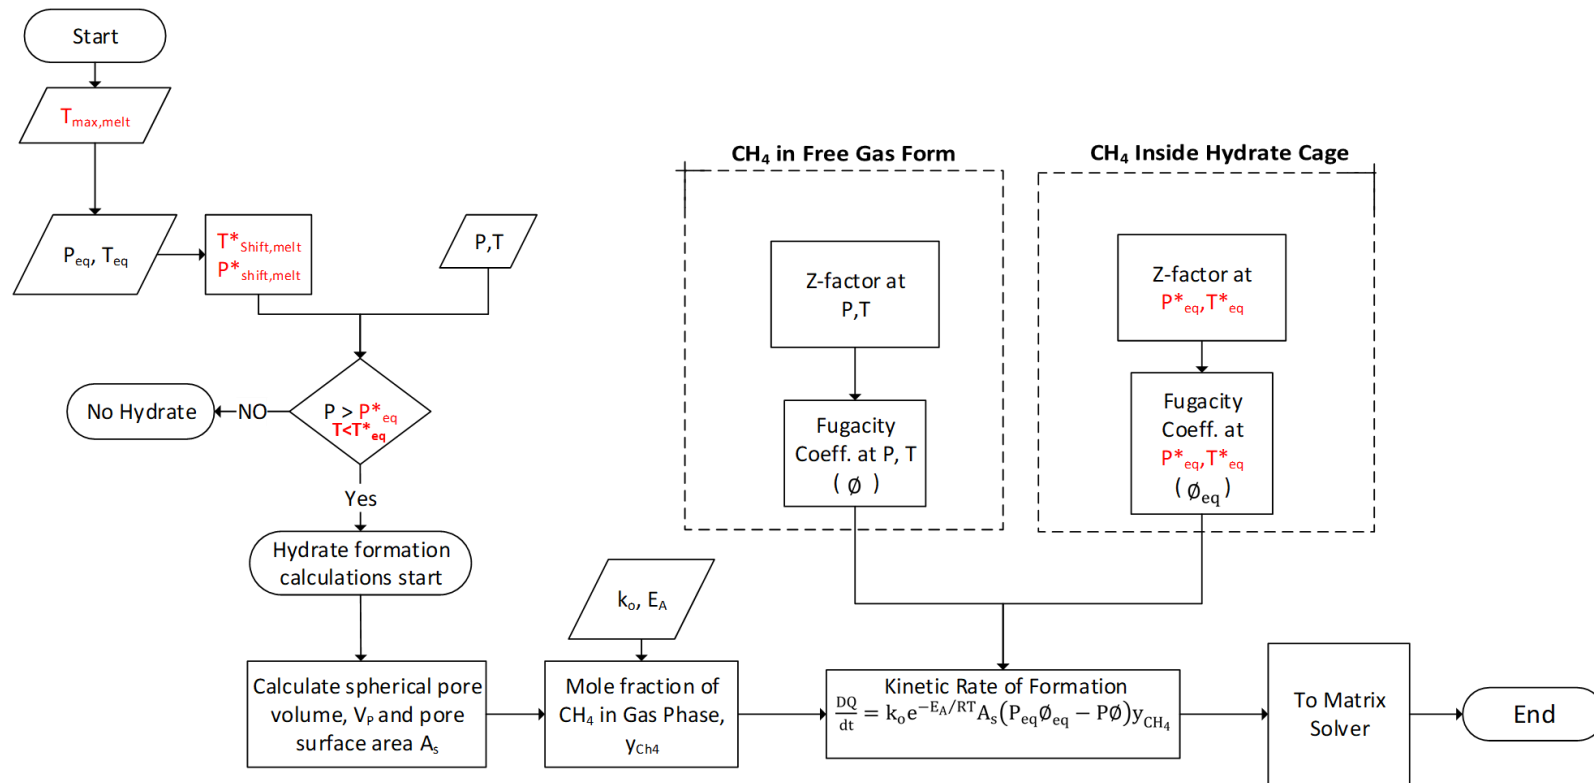 Start
T_max,melt
P_eq, T_eq
T*_Shift,melt
P*_shift,melt
P,T
P > P*_eq
T<T*_eq
NO
No Hydrate
Yes
Hydrate formation
calculations start
Calculate spherical pore
volume, V_P and pore
surface area A_s
k_o, E_A
Mole fraction of
CH₄ in Gas Phase,
y_Ch4
CH₄ in Free Gas Form
Z-factor at
P,T
Fugacity
Coeff. at P, T
( Ø )
CH₄ Inside Hydrate Cage
Z-factor at
P*_eq,T*_eq
Fugacity
Coeff. at
P*_eq,T*_eq
( Ø_eq )
Kinetic Rate of Formation
DQ/dt = k_o e^{-E_A/RT} A_s(P_eq Ø_eq − PØ)y_CH₄
To Matrix
Solver
End